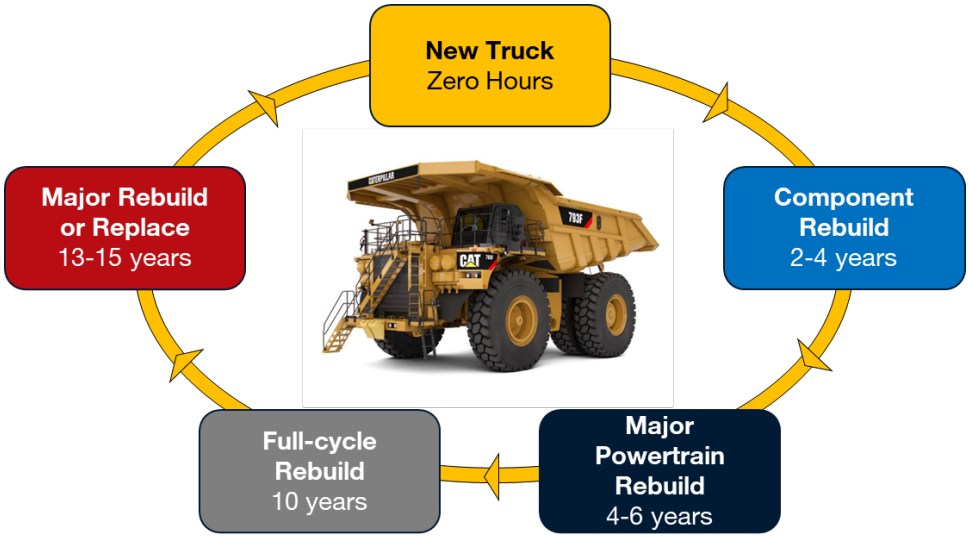 New Truck
Zero Hours
Major Rebuild
or Replace
13-15 years
Component
Rebuild
2-4 years
CATERPILLAR
793F
CAT
793F
Full-cycle
Rebuild
10 years
Major
Powertrain
Rebuild
4-6 years